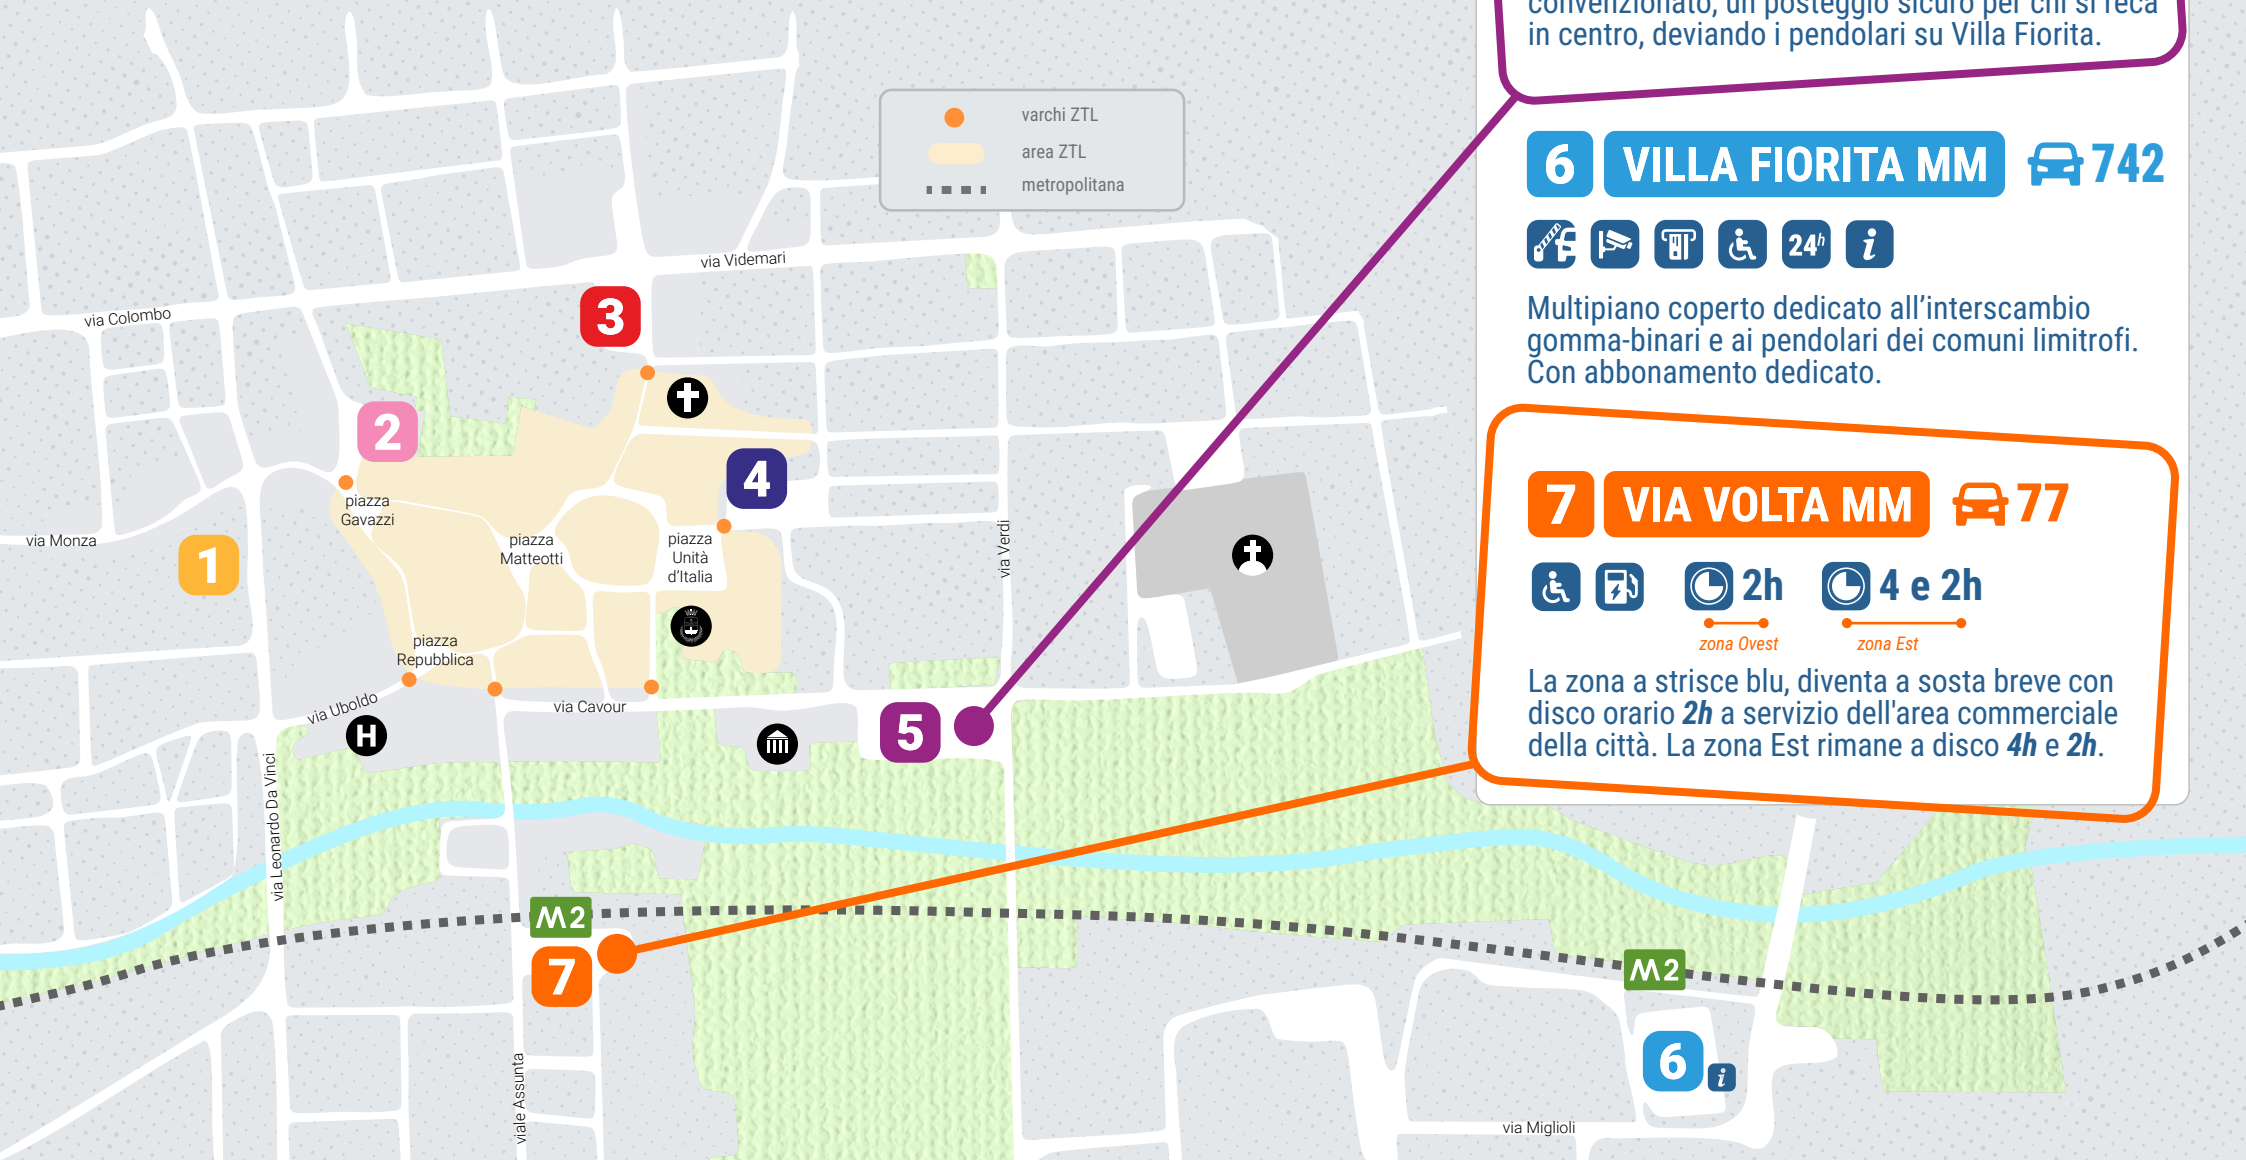 convenzionato, un posteggio sicuro per chi si reca
in centro, deviando i pendolari su Villa Fiorita.
varchi ZTL
area ZTL
metropolitana
6 VILLA FIORITA MM 742
24h i
Multipiano coperto dedicato all’interscambio
gomma-binari e ai pendolari dei comuni limitrofi.
Con abbonamento dedicato.
7 VIA VOLTA MM 77
2h 4 e 2h
zona Ovest zona Est
La zona a strisce blu, diventa a sosta breve con
disco orario 2h a servizio dell'area commerciale
della città. La zona Est rimane a disco 4h e 2h.
via Videmari
via Colombo
3
2
4
piazza
Gavazzi
via Monza
1
piazza
Matteotti
piazza
Unità
d’Italia
via Verdi
piazza
Repubblica
via Uboldo
via Cavour
H
5
via Leonardo Da Vinci
M2
7
M2
6
i
viale Assunta
via Miglioli